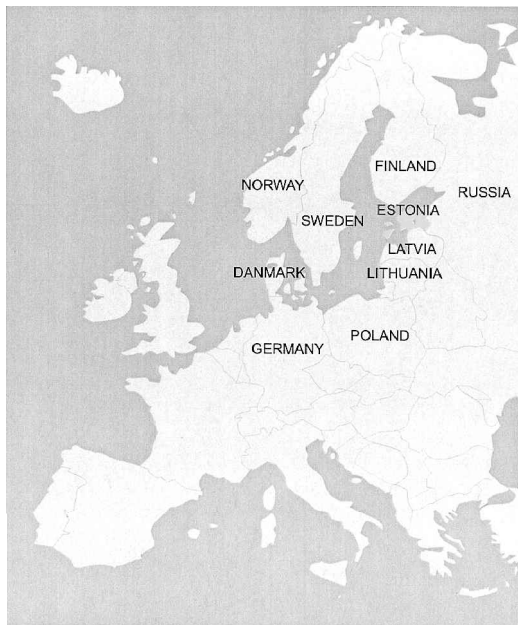 FINLAND
NORWAY
RUSSIA
ESTONIA
SWEDEN
LATVIA
DANMARK
LITHUANIA
POLAND
GERMANY